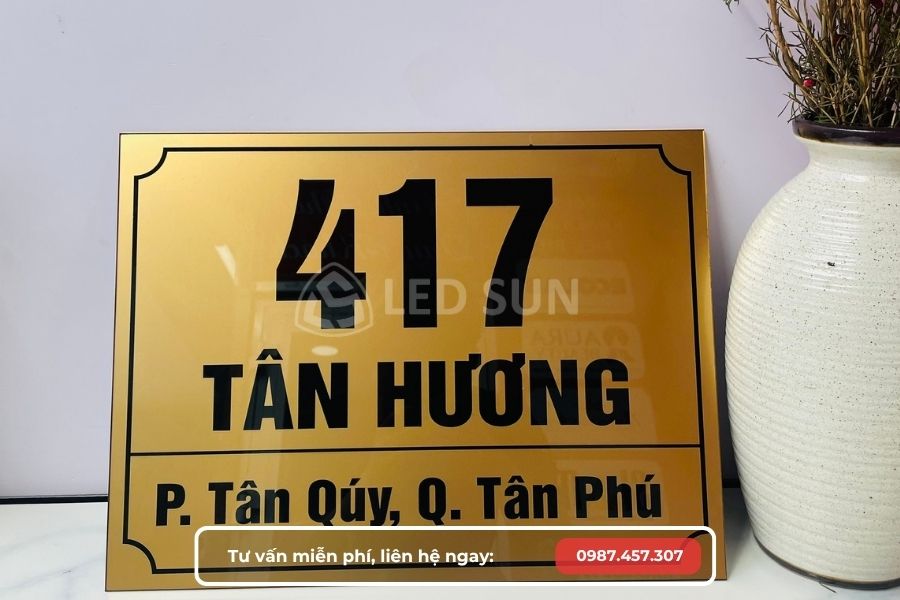 417
LED SUN
TÂN HƯƠNG
P. Tân Qúy, Q. Tân Phú
Tư vấn miễn phí, liên hệ ngay: 0987.457.307